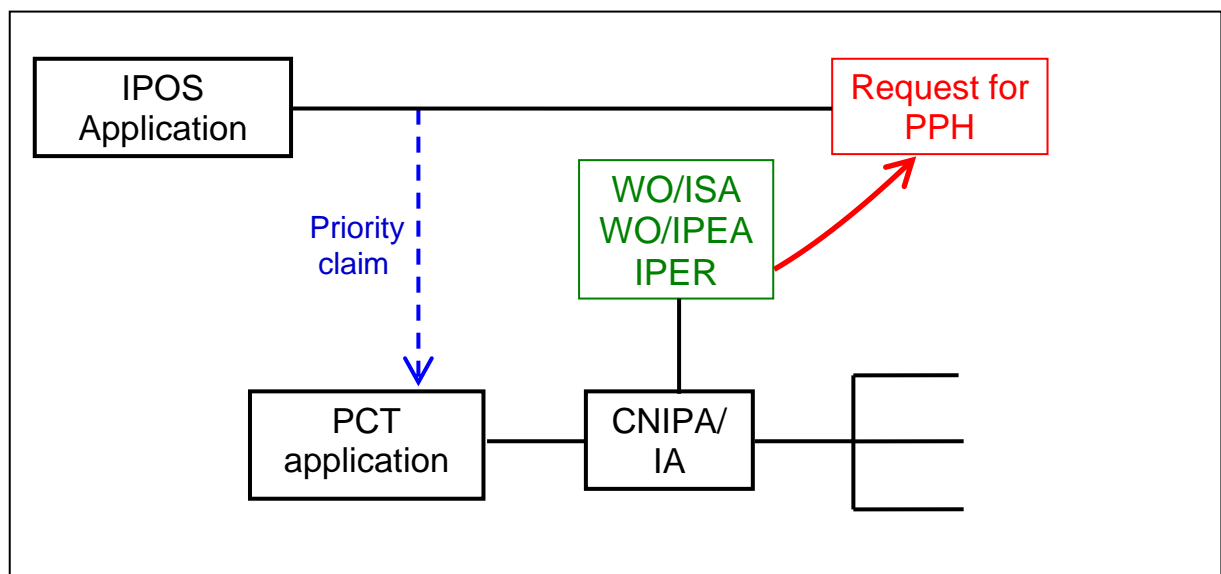 IPOS
Application
Request for
PPH
WO/ISA
WO/IPEA
IPER
Priority
claim
PCT
application
CNIPA/
IA